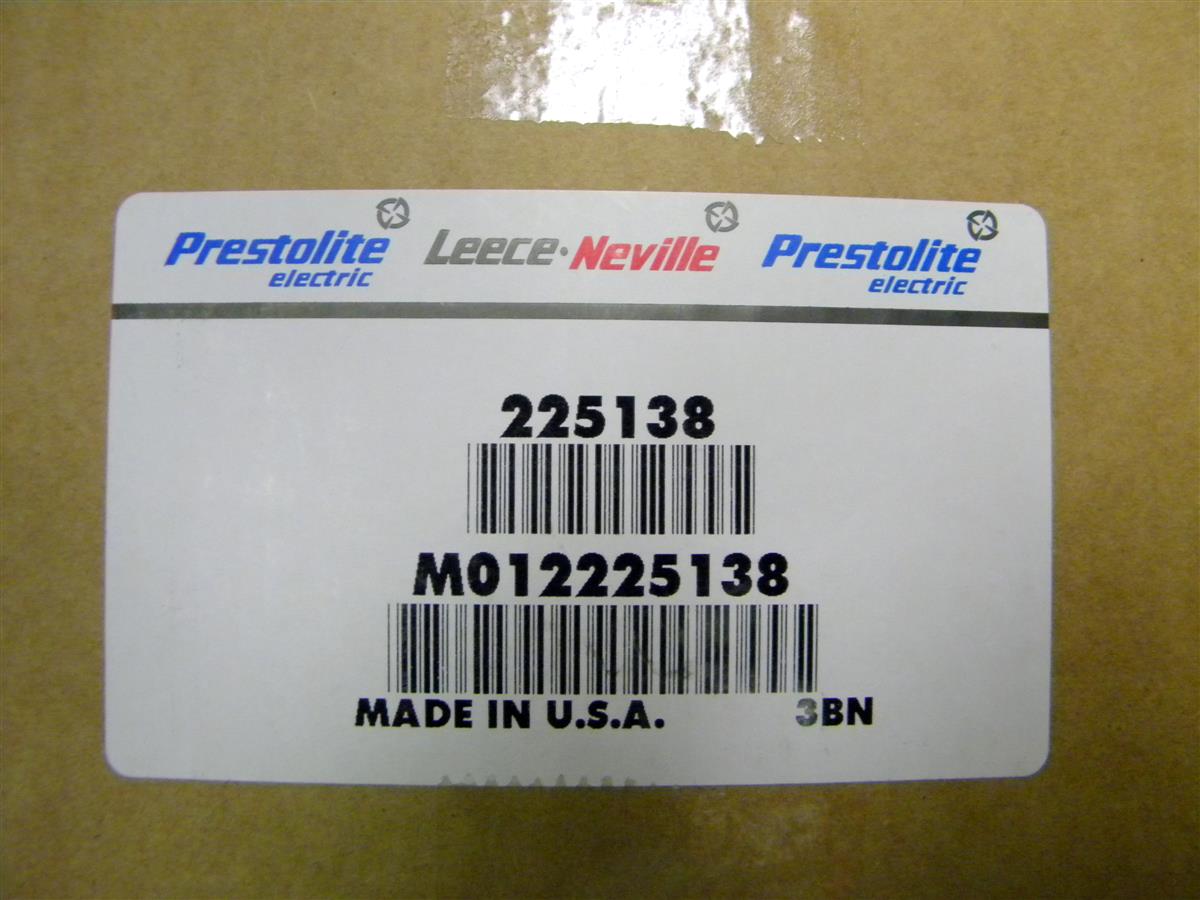 Prestolite electric Leece·Neville Prestolite electric
225138
M012225138
MADE IN U.S.A. 3BN